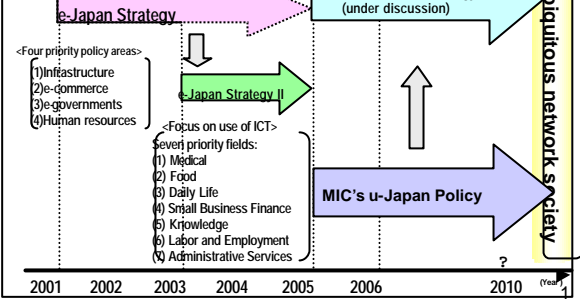 (under discussion)
e-Japan Strategy
<Four priority policy areas>
(1)Infrastructure
(2)e-commerce
(3)e-governments
(4)Human resources
e-Japan Strategy II
<Focus on use of ICT>
Seven priority fields:
(1) Medical
(2) Food
(3) Daily Life
(4) Small Business Finance
(5) Knowledge
(6) Labor and Employment
(7) Administrative Services
MIC's u-Japan Policy
biquitous network society
?
2001 2002 2003 2004 2005 2006 2010 (Year)
1